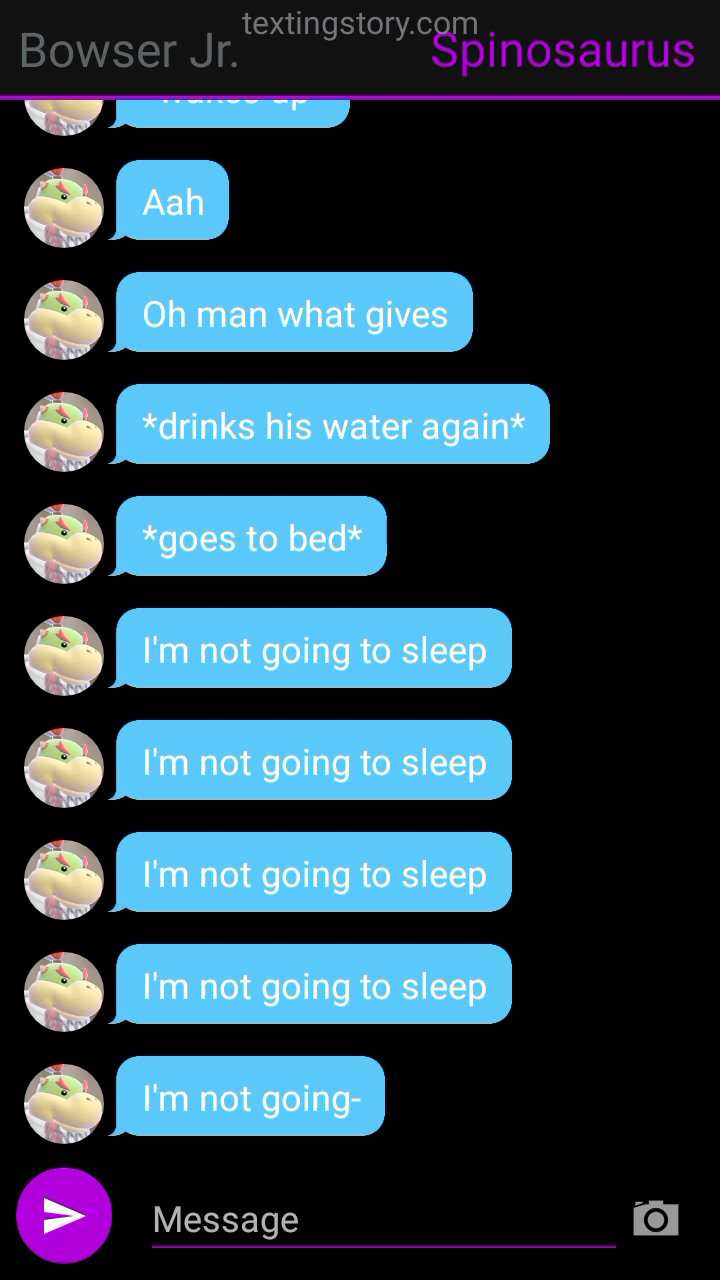 textingstory.com
Bowser Jr. Spinosaurus
Aah
Oh man what gives
*drinks his water again*
*goes to bed*
I'm not going to sleep
I'm not going to sleep
I'm not going to sleep
I'm not going to sleep
I'm not going-
Message